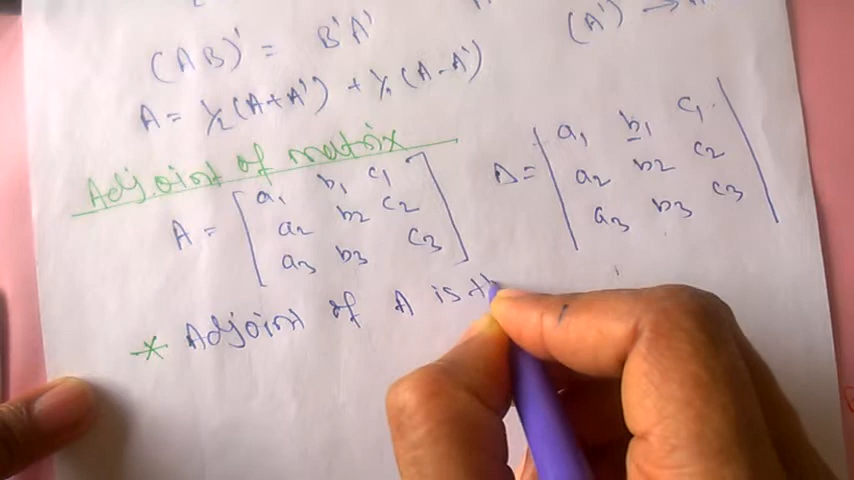 (AB)' = B'A'
(A') →
A = ½(A+A') + ½(A-A')
Adjoint of matrix
A = [a₁ b₁ c₁
a₂ b₂ c₂
a₃ b₃ c₃]
Δ = |a₁ b₁ c₁
a₂ b₂ c₂
a₃ b₃ c₃|
* Adjoint of A is th